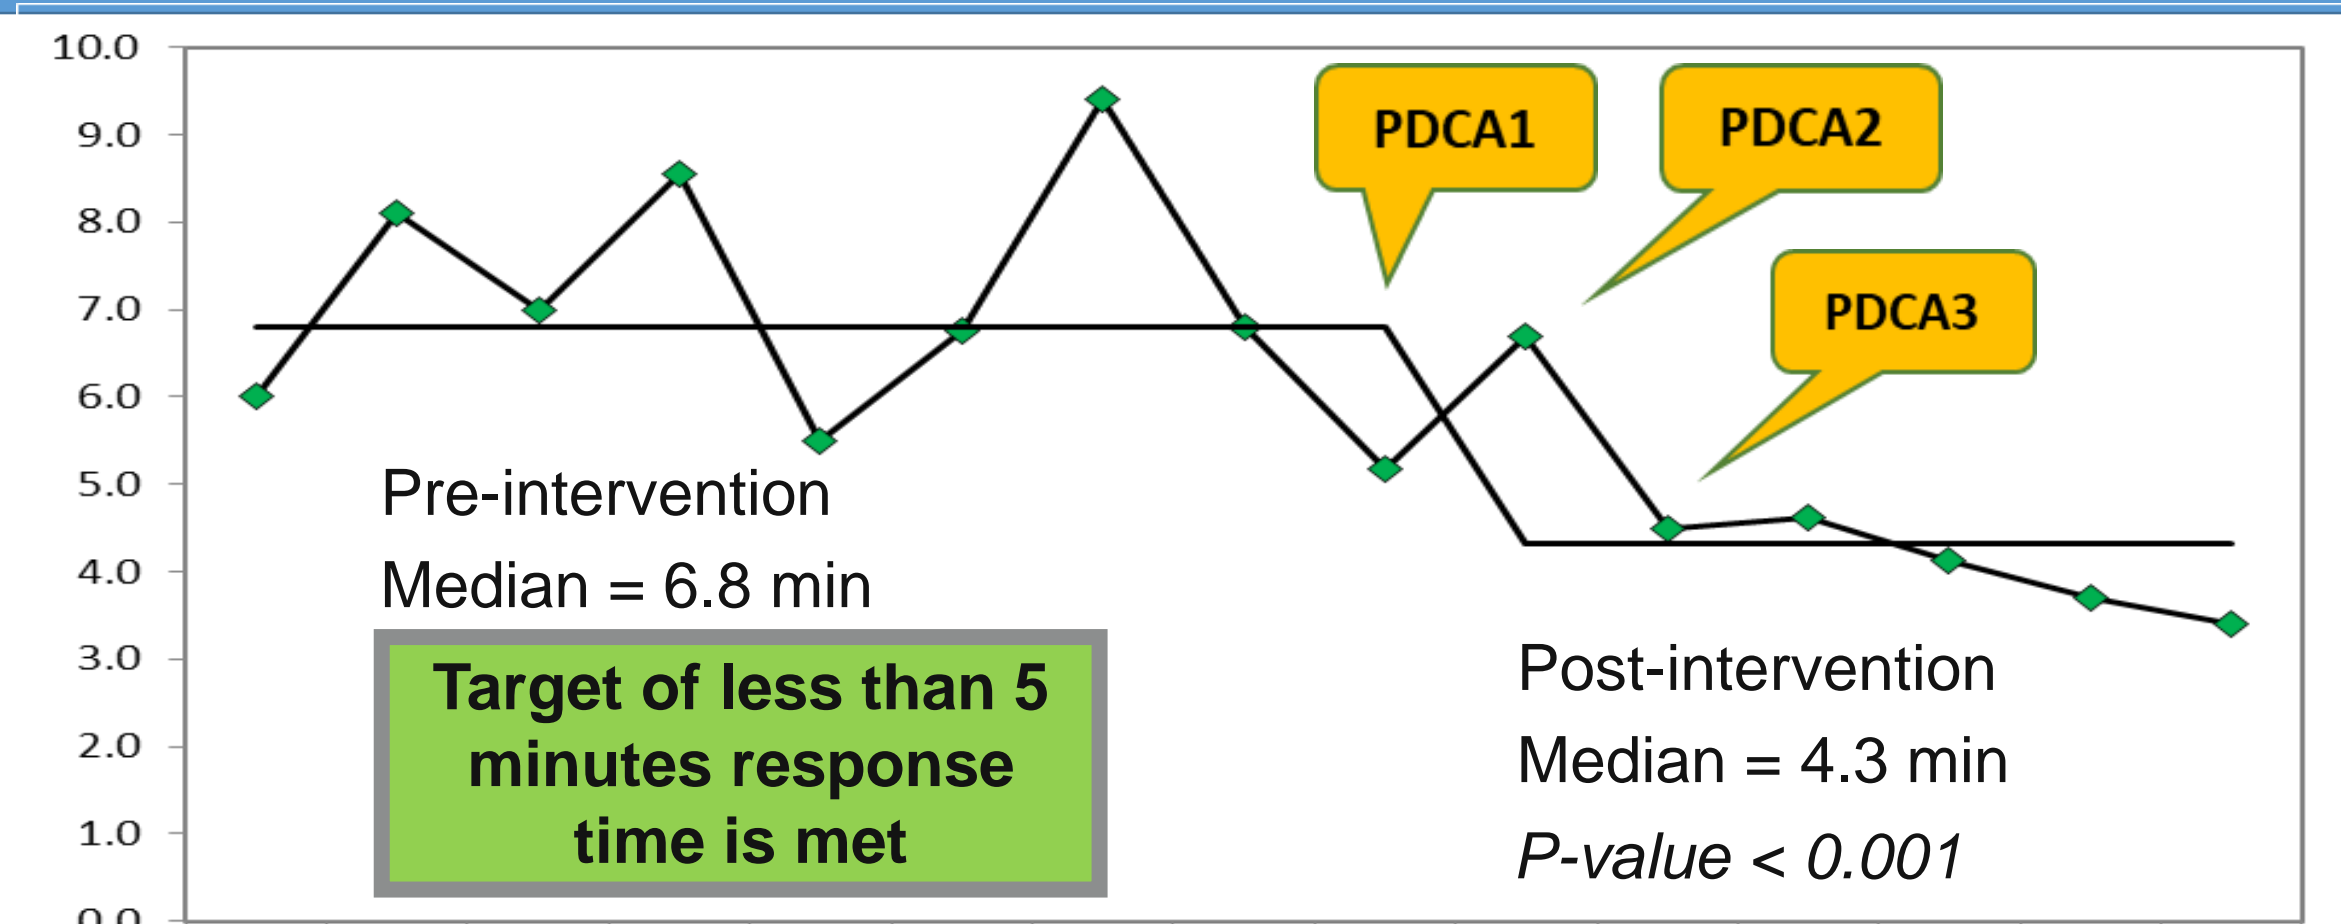 10.0
9.0
8.0
7.0
6.0
5.0
4.0
3.0
2.0
1.0
0.0
PDCA1
PDCA2
PDCA3
Pre-intervention
Median = 6.8 min
Target of less than 5
minutes response
time is met
Post-intervention
Median = 4.3 min
P-value < 0.001